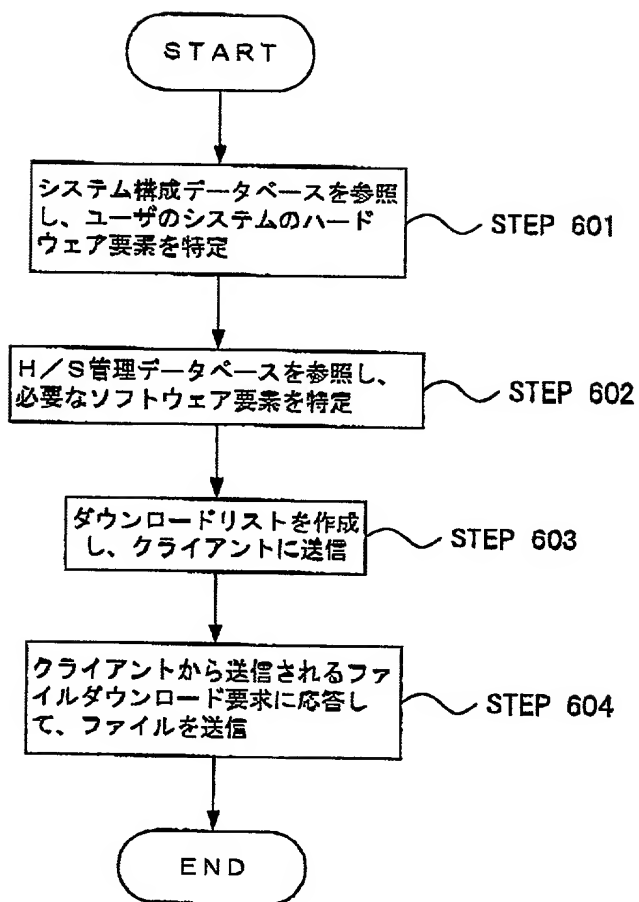 START
システム構成データベースを参照
し、ユーザのシステムのハード
ウェア要素を特定
STEP 601
H/S管理データベースを参照し、
必要なソフトウェア要素を特定
STEP 602
ダウンロードリストを作成
し、クライアントに送信
STEP 603
クライアントから送信されるファ
イルダウンロード要求に応答し
て、ファイルを送信
STEP 604
END